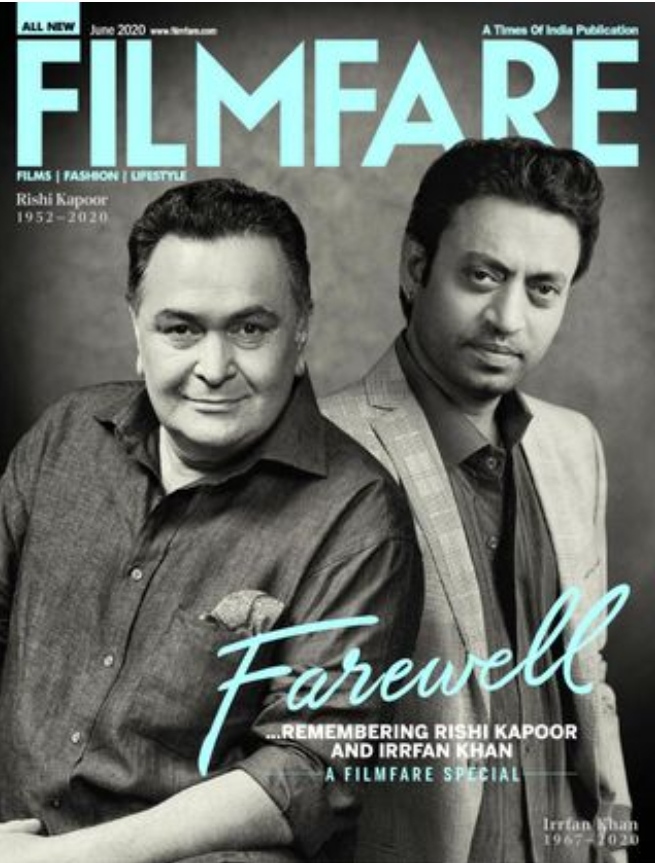 ALL NEW
June 2020 www.filmfare.com
A Times Of India Publication
FILMFARE
FILMS | FASHION | LIFESTYLE
Rishi Kapoor
1952–2020
Farewell
...REMEMBERING RISHI KAPOOR
AND IRRFAN KHAN
A FILMFARE SPECIAL
Irrfan Khan
1967–2020